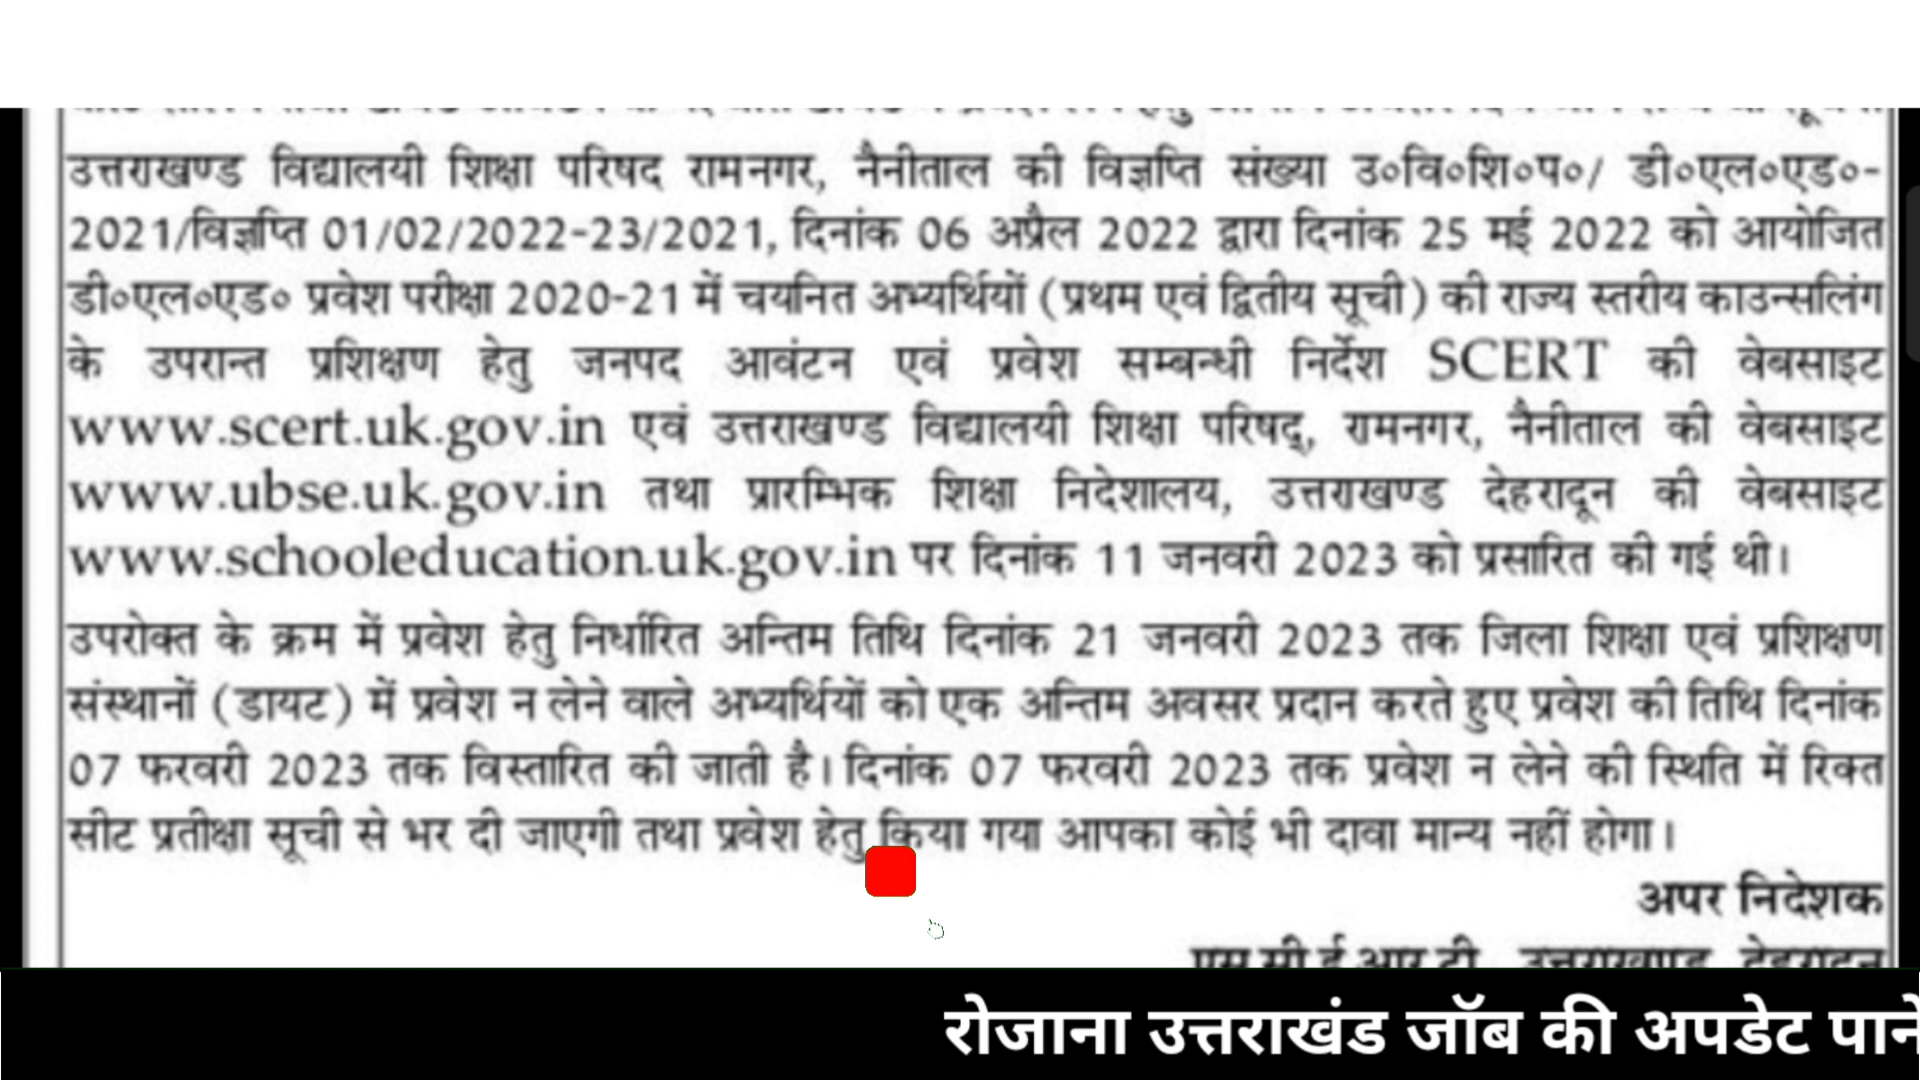 उत्तराखण्ड विद्यालयी शिक्षा परिषद रामनगर, नैनीताल की विज्ञप्ति संख्या उ०वि०शि०प०/ डी०एल०एड०-
2021/विज्ञप्ति 01/02/2022-23/2021, दिनांक 06 अप्रैल 2022 द्वारा दिनांक 25 मई 2022 को आयोजित
डी०एल०एड० प्रवेश परीक्षा 2020-21 में चयनित अभ्यर्थियों (प्रथम एवं द्वितीय सूची) की राज्य स्तरीय काउन्सलिंग
के उपरान्त प्रशिक्षण हेतु जनपद आवंटन एवं प्रवेश सम्बन्धी निर्देश SCERT की वेबसाइट
www.scert.uk.gov.in एवं उत्तराखण्ड विद्यालयी शिक्षा परिषद्, रामनगर, नैनीताल की वेबसाइट
www.ubse.uk.gov.in तथा प्रारम्भिक शिक्षा निदेशालय, उत्तराखण्ड देहरादून की वेबसाइट
www.schooleducation.uk.gov.in पर दिनांक 11 जनवरी 2023 को प्रसारित की गई थी।
उपरोक्त के क्रम में प्रवेश हेतु निर्धारित अन्तिम तिथि दिनांक 21 जनवरी 2023 तक जिला शिक्षा एवं प्रशिक्षण
संस्थानों (डायट) में प्रवेश न लेने वाले अभ्यर्थियों को एक अन्तिम अवसर प्रदान करते हुए प्रवेश की तिथि दिनांक
07 फरवरी 2023 तक विस्तारित की जाती है। दिनांक 07 फरवरी 2023 तक प्रवेश न लेने की स्थिति में रिक्त
सीट प्रतीक्षा सूची से भर दी जाएगी तथा प्रवेश हेतु किया गया आपका कोई भी दावा मान्य नहीं होगा।
अपर निदेशक
एस.सी.ई.आर.टी. उत्तराखण्ड देहरादून
रोजाना उत्तराखंड जॉब की अपडेट पाने